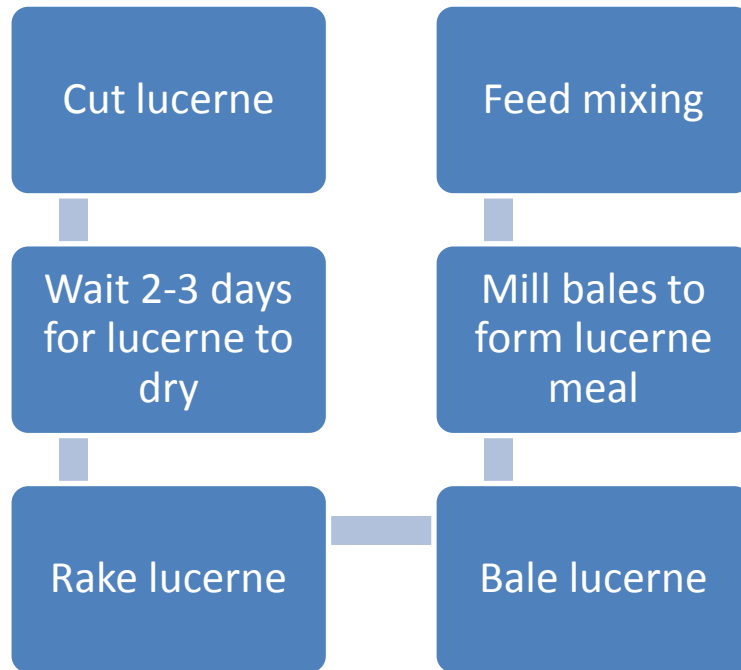 Cut lucerne
Wait 2-3 days
for lucerne to
dry
Rake lucerne
Bale lucerne
Mill bales to
form lucerne
meal
Feed mixing